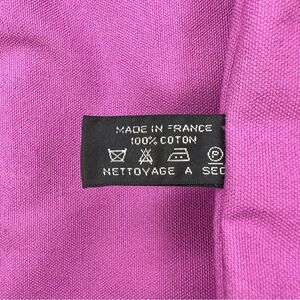 MADE IN FRANCE
100% COTON
P
NETTOYAGE A SEC